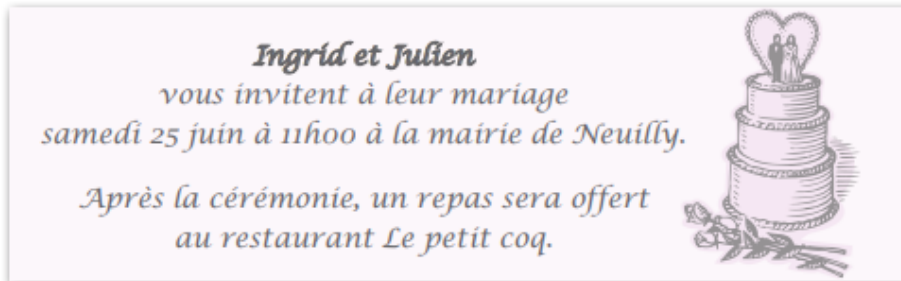 Ingrid et Julien
vous invitent à leur mariage
samedi 25 juin à 11h00 à la mairie de Neuilly.
Après la cérémonie, un repas sera offert
au restaurant Le petit coq.